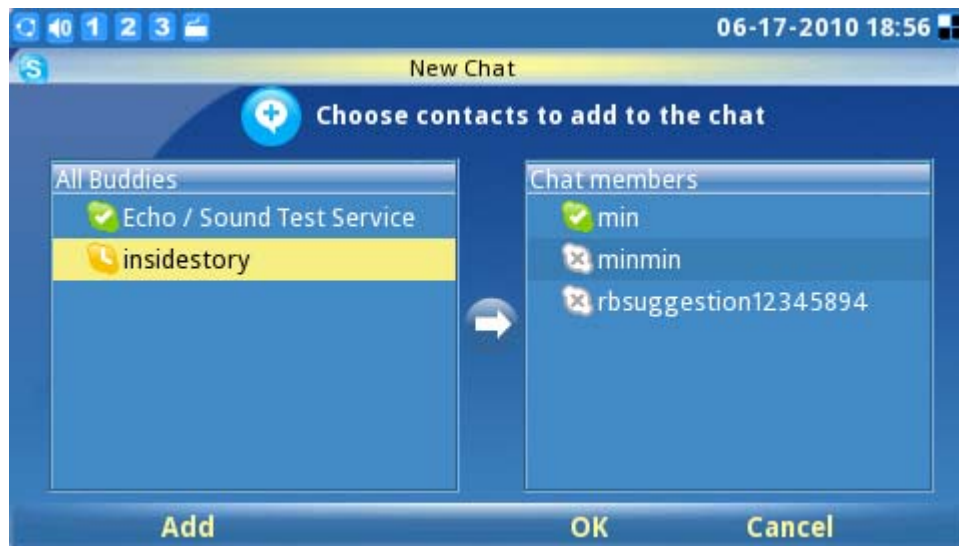 1 2 3 06-17-2010 18:56
S New Chat
Choose contacts to add to the chat
All Buddies
Echo / Sound Test Service
insidestory
Chat members
min
minmin
rbsuggestion12345894
Add OK Cancel